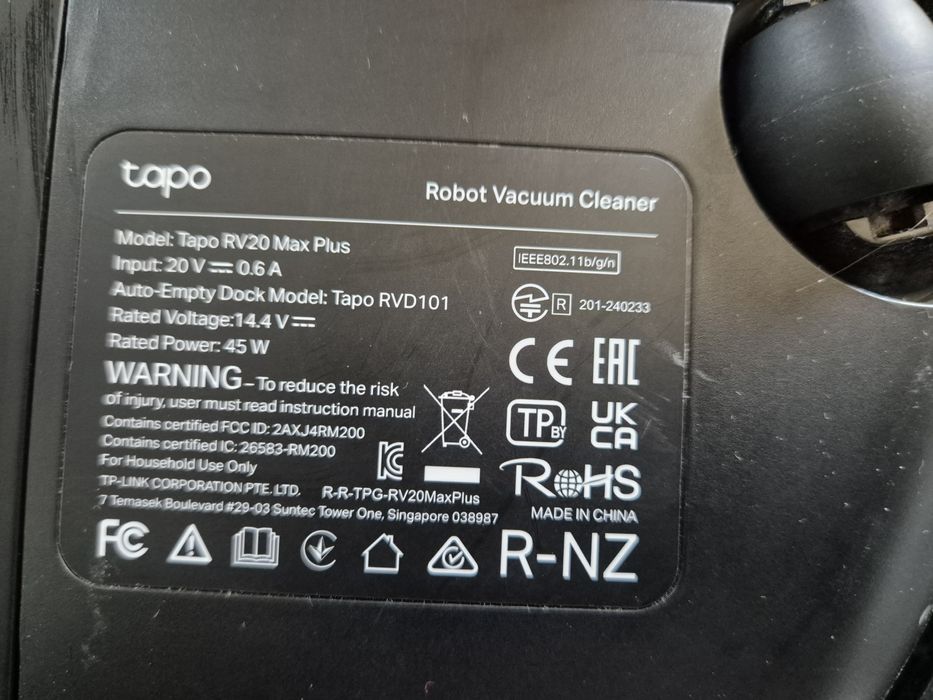 tapo
Robot Vacuum Cleaner
Model: Tapo RV20 Max Plus
Input: 20 V⎓0.6 A
Auto-Empty Dock Model: Tapo RVD101
Rated Voltage:14.4 V⎓
Rated Power: 45 W
WARNING – To reduce the risk
of injury, user must read instruction manual
Contains certified FCC ID: 2AXJ4RM200
Contains certified IC: 26583-RM200
For Household Use Only
TP-LINK CORPORATION PTE. LTD.
7 Temasek Boulevard #29-03 Suntec Tower One, Singapore 038987
IEEE802.11b/g/n
R 201-240233
CE EAC
TP BY UK CA
KC
R-R-TPG-RV20MaxPlus
RoHS
MADE IN CHINA
FC
R-NZ